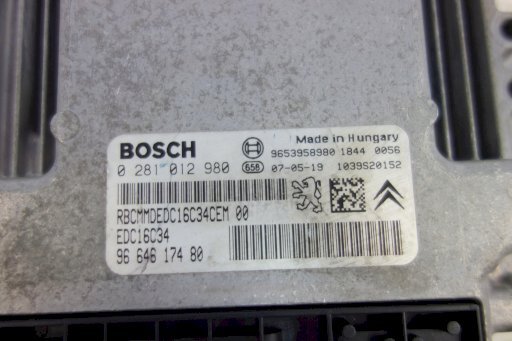 BOSCH
Made in Hungary
9653958980 1844 0056
0 281 012 980 658 07-05-19 1039S20152
RBCMMDEDC16C34CEM 00
EDC16C34
96 646 174 80